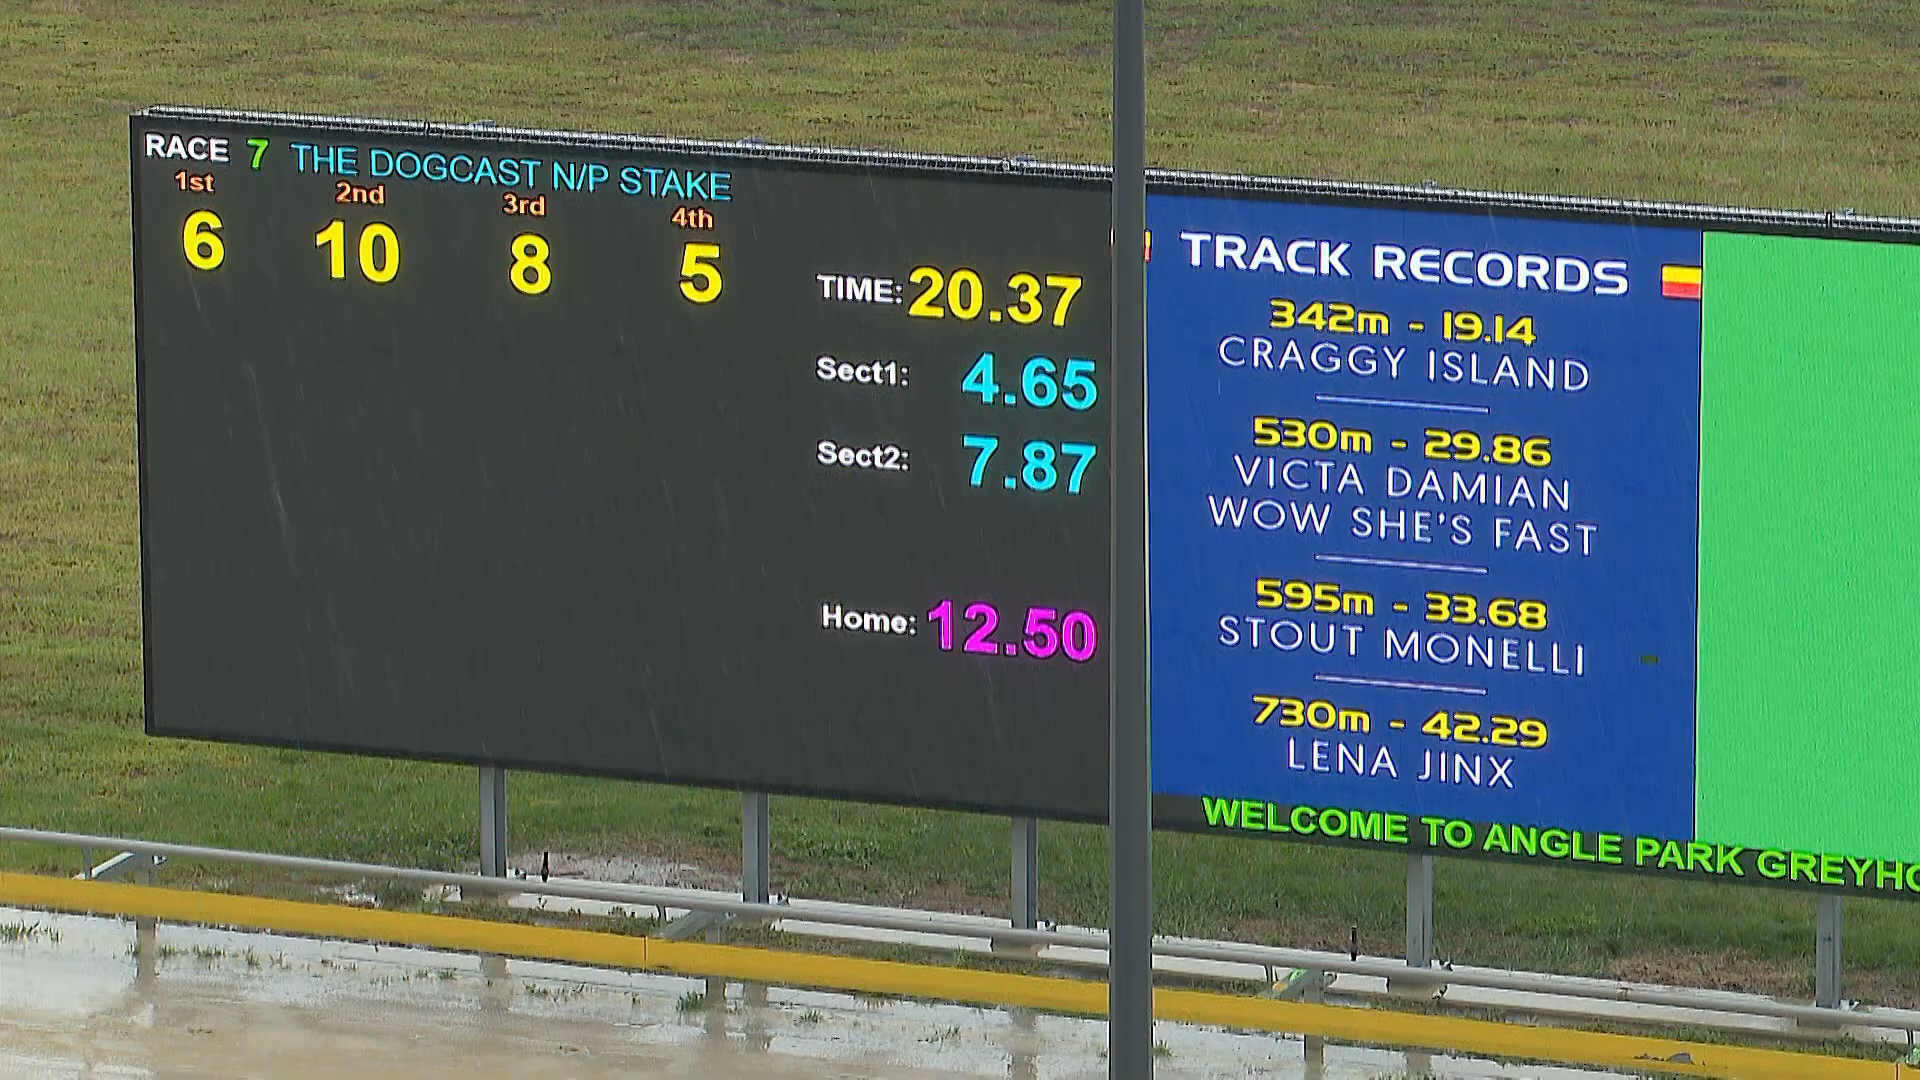 RACE 7 THE DOGCAST N/P STAKE
1st 2nd 3rd 4th
6 10 8 5
TIME: 20.37
Sect1: 4.65
Sect2: 7.87
Home: 12.50
TRACK RECORDS
342m - 19.14
CRAGGY ISLAND
530m - 29.86
VICTA DAMIAN
WOW SHE'S FAST
595m - 33.68
STOUT MONELLI
730m - 42.29
LENA JINX
WELCOME TO ANGLE PARK